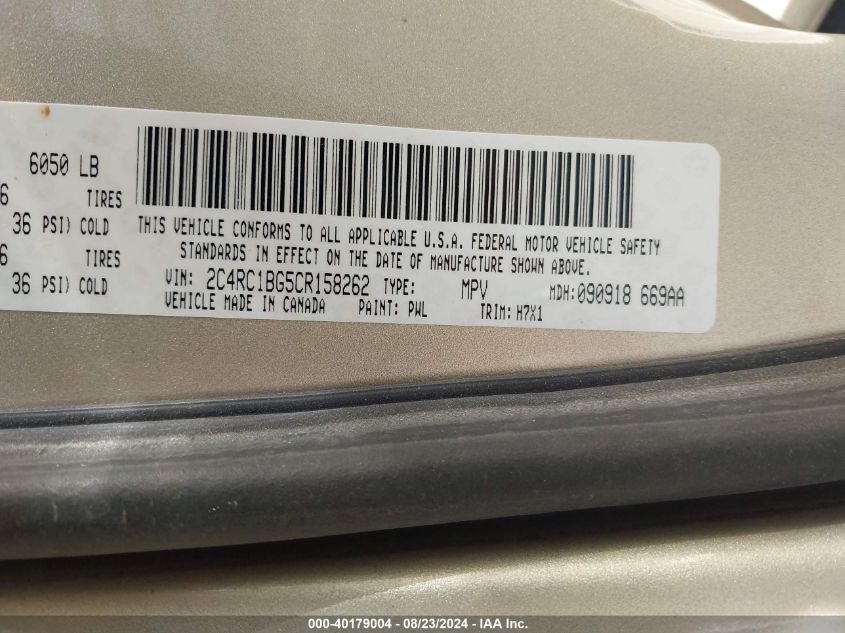 6050 LB
6 TIRES
36 PSI) COLD
6 TIRES
36 PSI) COLD
THIS VEHICLE CONFORMS TO ALL APPLICABLE U.S.A. FEDERAL MOTOR VEHICLE SAFETY
STANDARDS IN EFFECT ON THE DATE OF MANUFACTURE SHOWN ABOVE.
VIN: 2C4RC1BG5CR158262 TYPE: MPV MDH:090918 669AA
VEHICLE MADE IN CANADA PAINT: PWL TRIM: H7X1
000-40179004 - 08/23/2024 - IAA Inc.